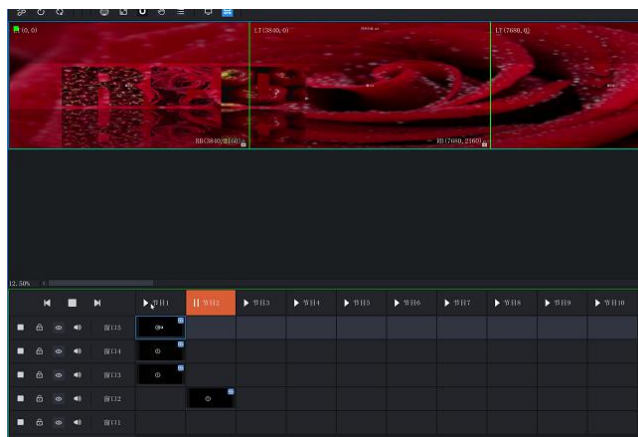 (0, 0)
LT(3840, 0)
LT(7680, 0)
RB(3840, 2160)
RB(7680, 2160)
12.50%
节目1
节目2
节目3
节目4
节目5
节目6
节目7
节目8
节目9
节目10
窗口5
窗口4
窗口3
窗口2
窗口1